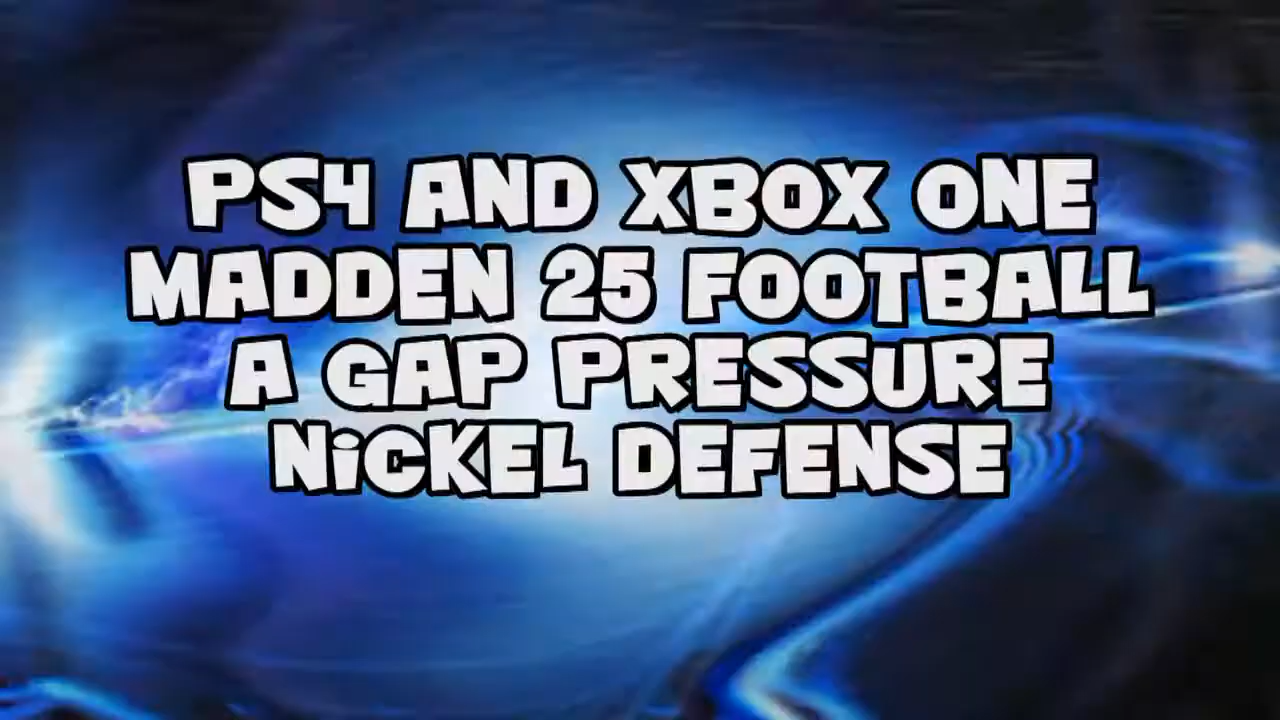 PS4 AND XBOX ONE
MADDEN 25 FOOTBALL
A GAP PRESSURE
NiCKEL DEFENSE